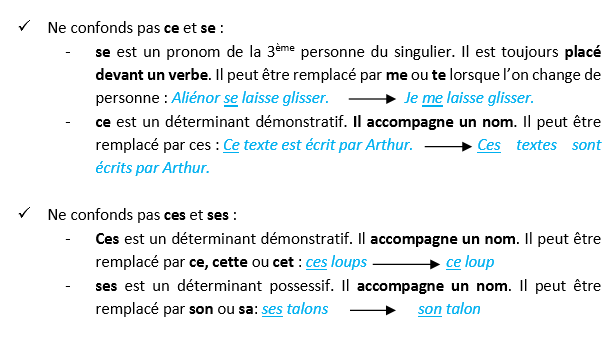 ✓ Ne confonds pas ce et se :
- se est un pronom de la 3ème personne du singulier. Il est toujours placé
devant un verbe. Il peut être remplacé par me ou te lorsque l’on change de
personne : Aliénor se laisse glisser. → Je me laisse glisser.
- ce est un déterminant démonstratif. Il accompagne un nom. Il peut être
remplacé par ces : Ce texte est écrit par Arthur. → Ces textes sont
écrits par Arthur.
✓ Ne confonds pas ces et ses :
- Ces est un déterminant démonstratif. Il accompagne un nom. Il peut être
remplacé par ce, cette ou cet : ces loups → ce loup
- ses est un déterminant possessif. Il accompagne un nom. Il peut être
remplacé par son ou sa: ses talons → son talon